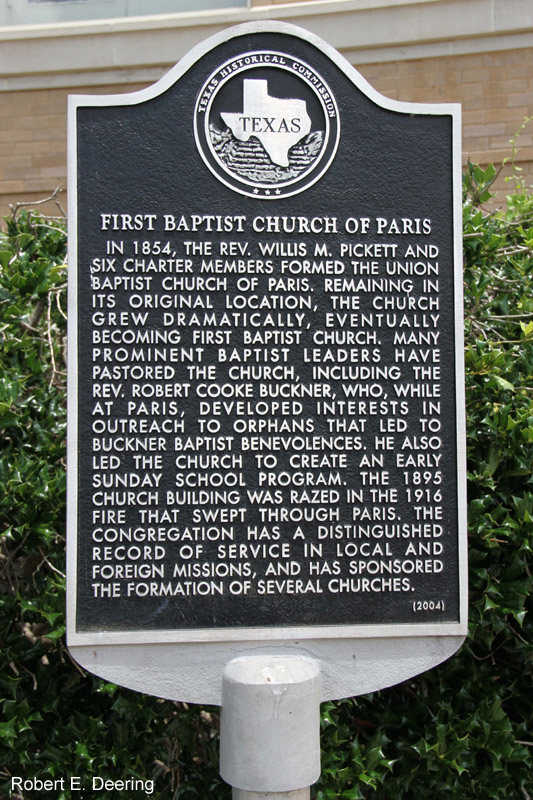 TEXAS HISTORICAL COMMISSION
TEXAS
FIRST BAPTIST CHURCH OF PARIS
IN 1854, THE REV. WILLIS M. PICKETT AND
SIX CHARTER MEMBERS FORMED THE UNION
BAPTIST CHURCH OF PARIS. REMAINING IN
ITS ORIGINAL LOCATION, THE CHURCH
GREW DRAMATICALLY, EVENTUALLY
BECOMING FIRST BAPTIST CHURCH. MANY
PROMINENT BAPTIST LEADERS HAVE
PASTORED THE CHURCH, INCLUDING THE
REV. ROBERT COOKE BUCKNER, WHO, WHILE
AT PARIS, DEVELOPED INTERESTS IN
OUTREACH TO ORPHANS THAT LED TO
BUCKNER BAPTIST BENEVOLENCES. HE ALSO
LED THE CHURCH TO CREATE AN EARLY
SUNDAY SCHOOL PROGRAM. THE 1895
CHURCH BUILDING WAS RAZED IN THE 1916
FIRE THAT SWEPT THROUGH PARIS. THE
CONGREGATION HAS A DISTINGUISHED
RECORD OF SERVICE IN LOCAL AND
FOREIGN MISSIONS, AND HAS SPONSORED
THE FORMATION OF SEVERAL CHURCHES.
(2004)
Robert E. Deering